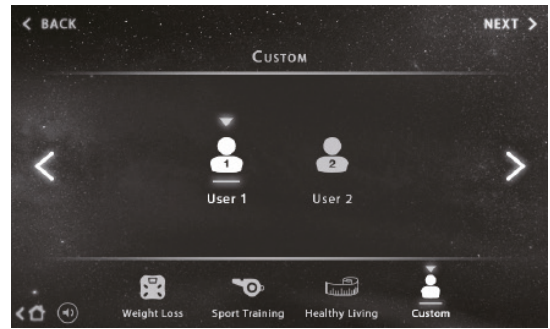 BACK
NEXT
CUSTOM
1
2
User 1
User 2
Weight Loss
Sport Training
Healthy Living
Custom